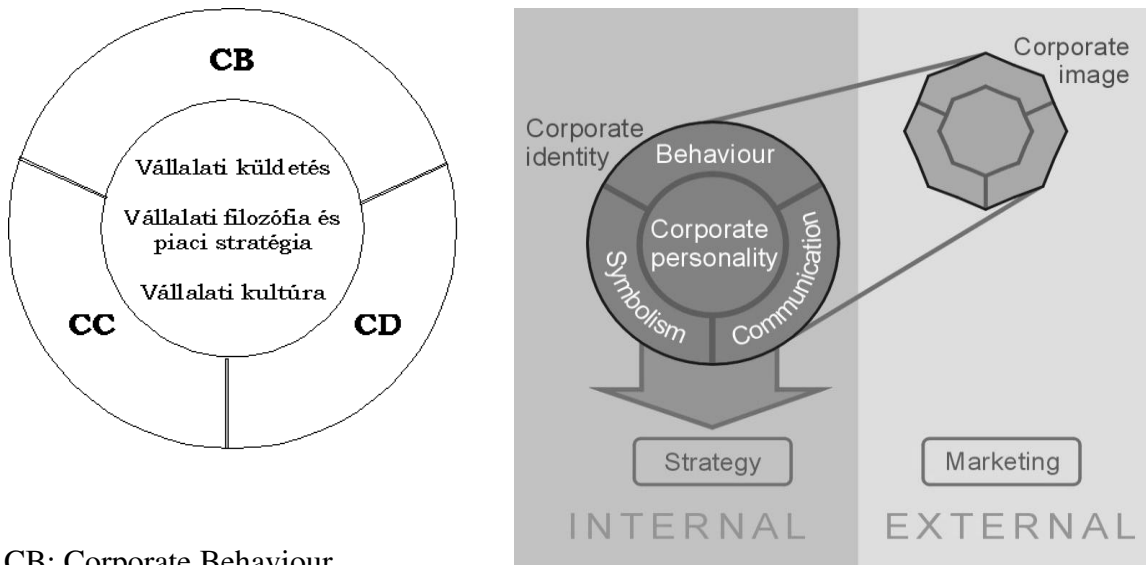 CB
Vállalati küldetés
Vállalati filozófia és
piaci stratégia
Vállalati kultúra
CC
CD
CB: Corporate Behaviour
Corporate
image
Corporate
identity
Behaviour
Corporate
personality
Symbolism
Communication
Strategy
Marketing
INTERNAL
EXTERNAL